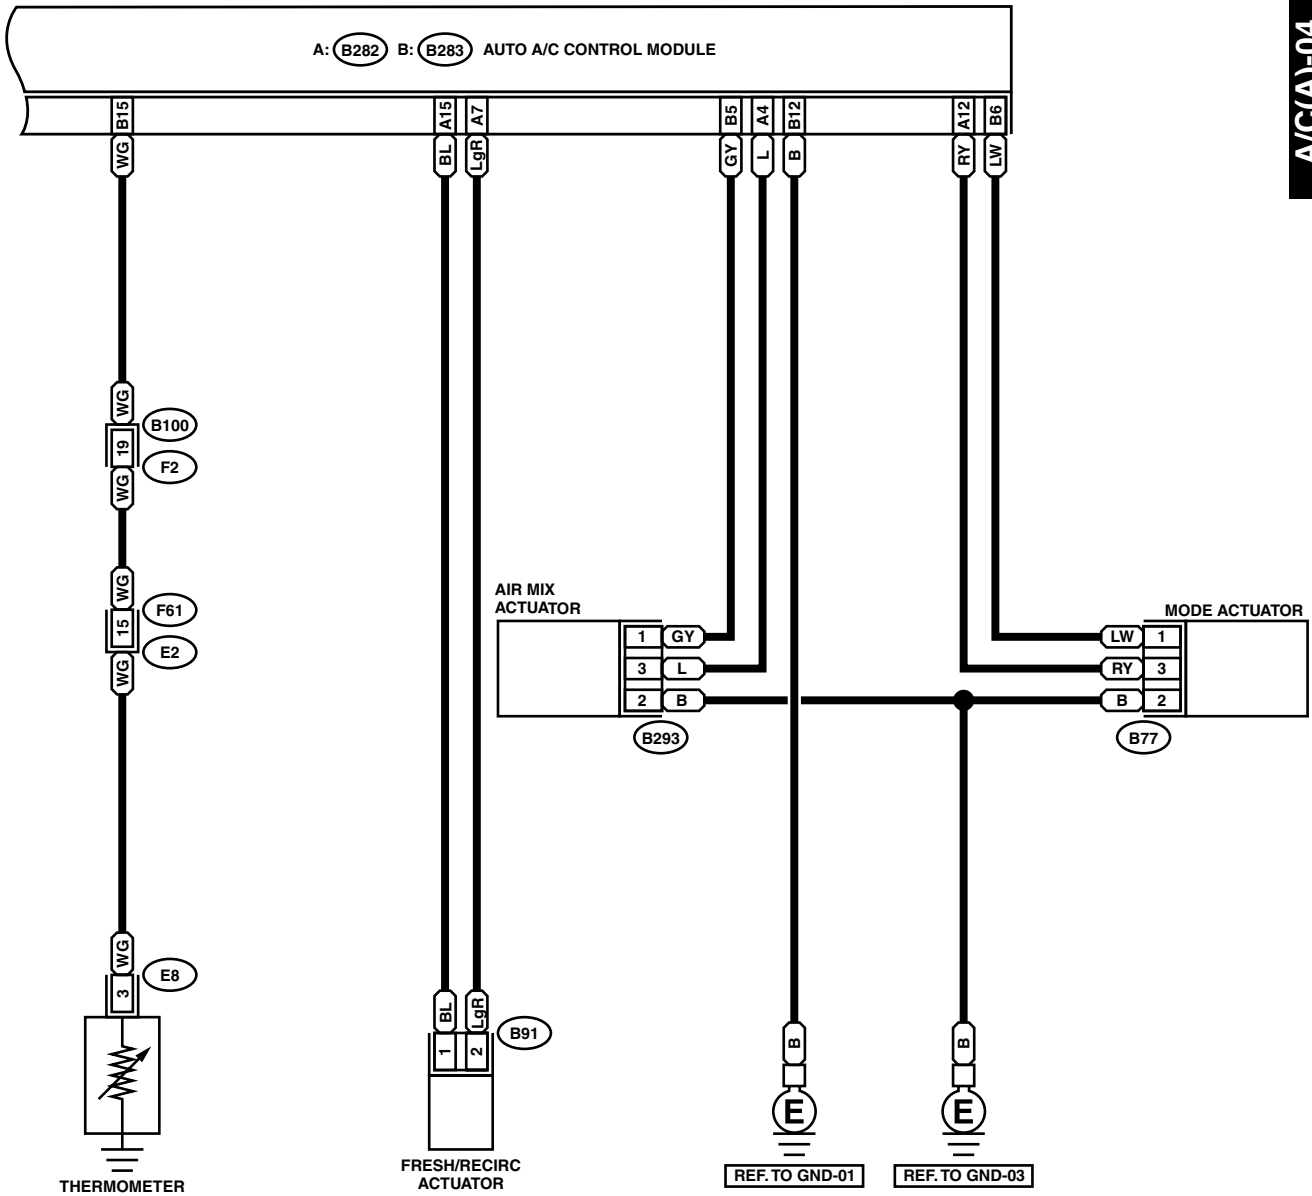 A: B282 B: B283 AUTO A/C CONTROL MODULE
A/C(A)-04
B15 A15 A7 B5 A4 B12 A12 B6
WG BL LgR GY L B RY LW
WG
B100
19
F2
WG
WG
F61
15
E2
WG
AIR MIX
ACTUATOR
1 GY
3 L
2 B
B293
MODE ACTUATOR
LW 1
RY 3
B 2
B77
WG
E8
3
BL LgR
B91
1 2
B B
E E
REF. TO GND-01 REF. TO GND-03
FRESH/RECIRC
ACTUATOR
THERMOMETER